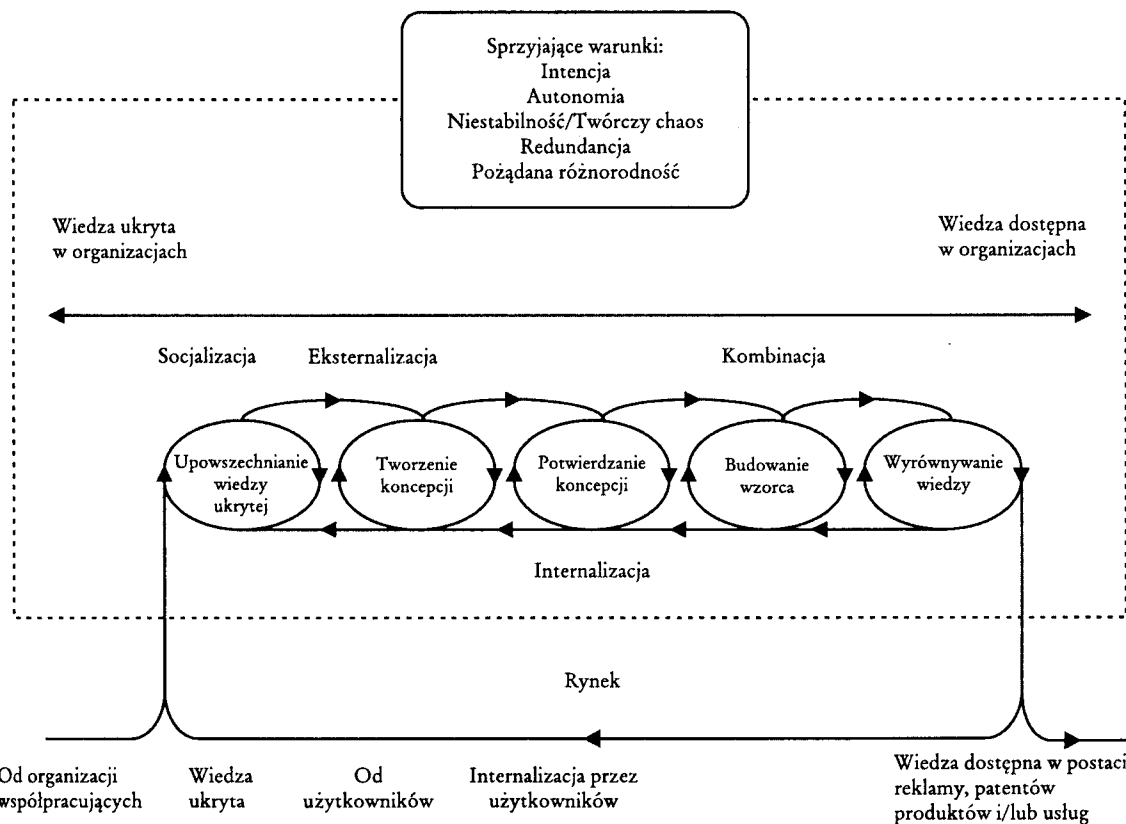 Sprzyjające warunki:
Intencja
Autonomia
Niestabilność/Twórczy chaos
Redundancja
Pożądana różnorodność
Wiedza ukryta
w organizacjach
Wiedza dostępna
w organizacjach
Socjalizacja
Eksternalizacja
Kombinacja
Upowszechnianie
wiedzy
ukrytej
Tworzenie
koncepcji
Potwierdzanie
koncepcji
Budowanie
wzorca
Wyrównywanie
wiedzy
Internalizacja
Rynek
Od organizacji
współpracujących
Wiedza
ukryta
Od
użytkowników
Internalizacja przez
użytkowników
Wiedza dostępna w postaci
reklamy, patentów
produktów i/lub usług